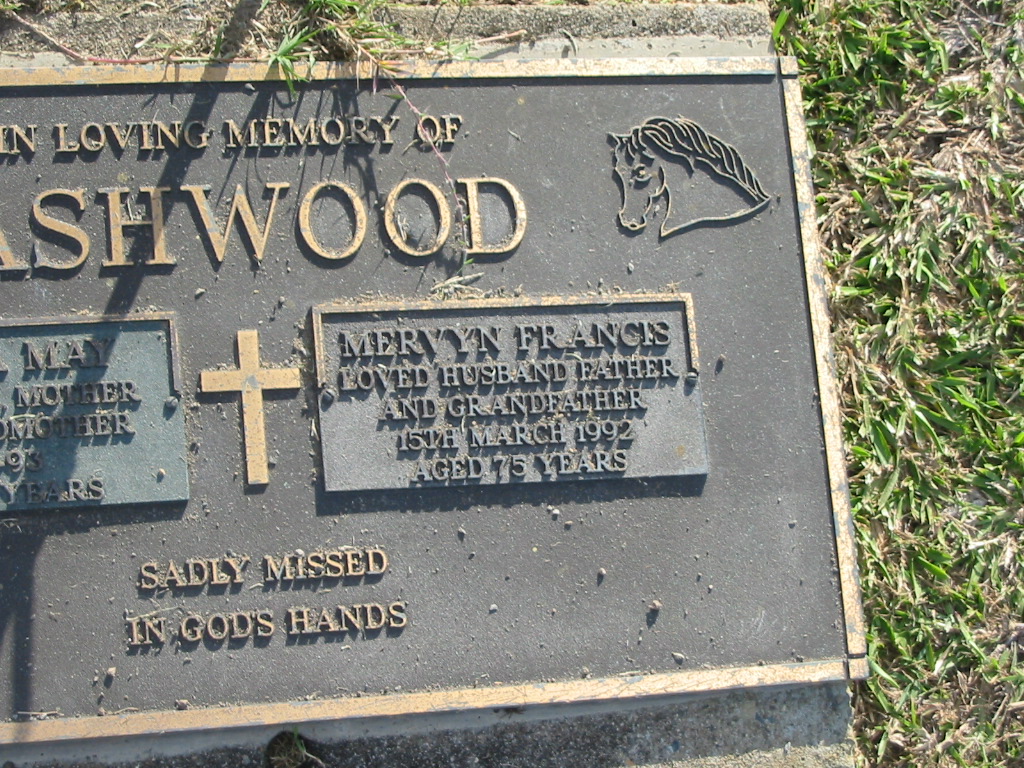 IN LOVING MEMORY OF
ASHWOOD
MAY
MOTHER
YEARS
MERVYN FRANCIS
LOVED HUSBAND FATHER
AND GRANDFATHER
15TH MARCH 1992
AGED 75 YEARS
SADLY MISSED
IN GOD'S HANDS